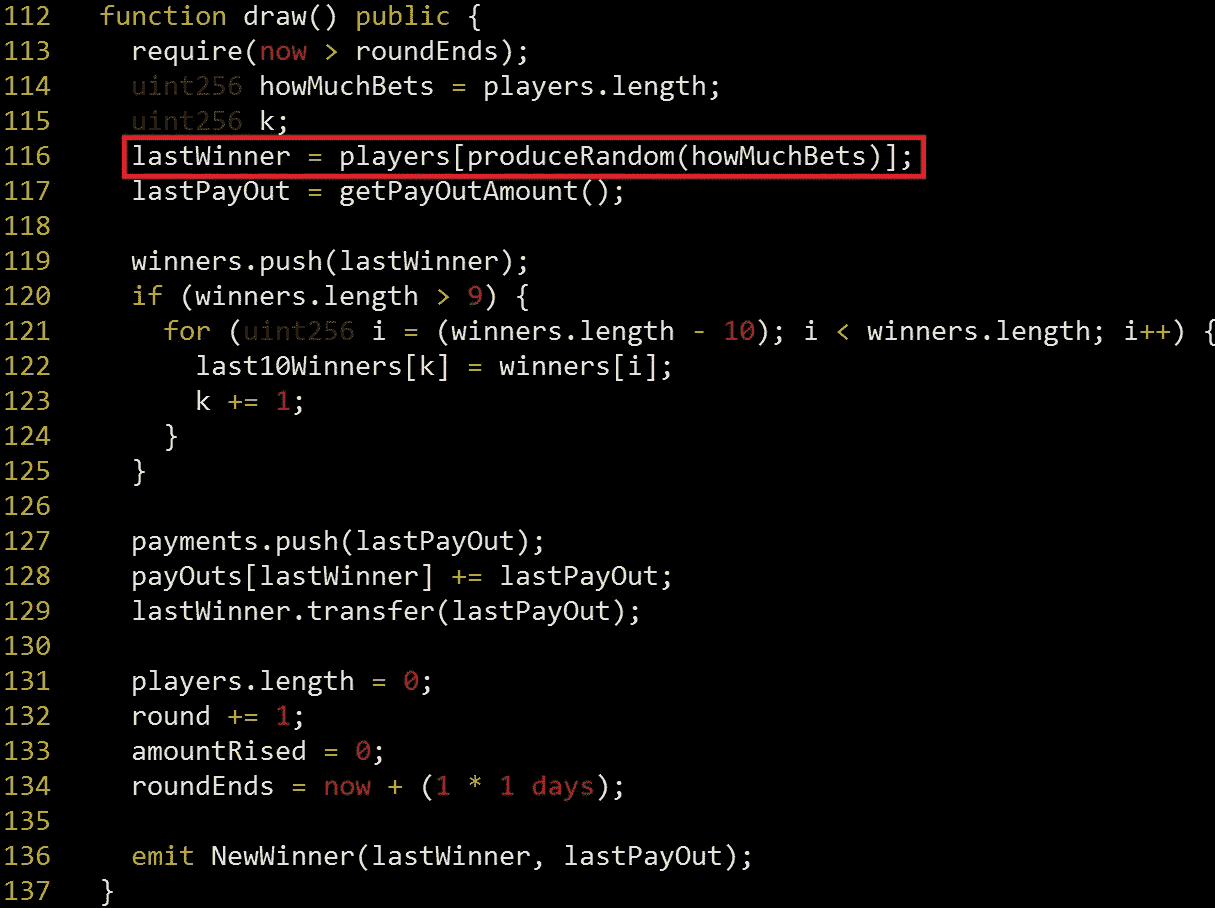 112 function draw() public {
113 require(now > roundEnds);
114 uint256 howMuchBets = players.length;
115 uint256 k;
116 lastWinner = players[produceRandom(howMuchBets)];
117 lastPayOut = getPayOutAmount();
118
119 winners.push(lastWinner);
120 if (winners.length > 9) {
121 for (uint256 i = (winners.length - 10); i < winners.length; i++) {
122 last10Winners[k] = winners[i];
123 k += 1;
124 }
125 }
126
127 payments.push(lastPayOut);
128 payOuts[lastWinner] += lastPayOut;
129 lastWinner.transfer(lastPayOut);
130
131 players.length = 0;
132 round += 1;
133 amountRised = 0;
134 roundEnds = now + (1 * 1 days);
135
136 emit NewWinner(lastWinner, lastPayOut);
137 }